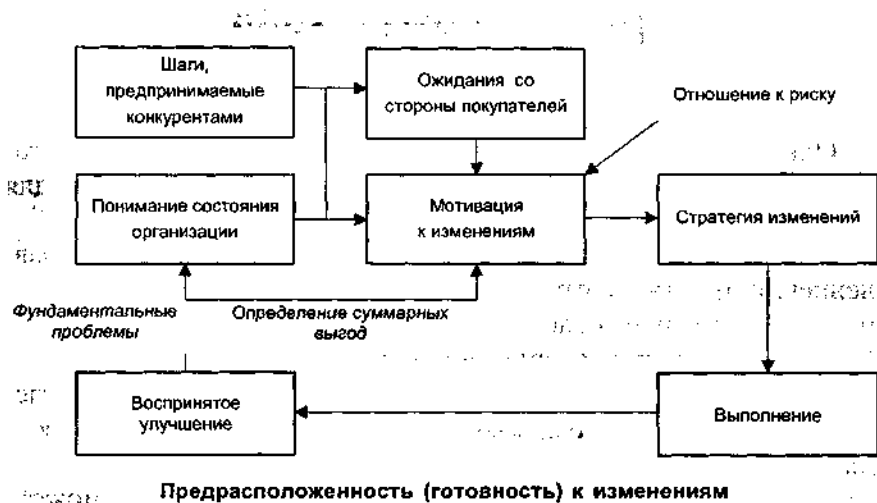 Шаги,
предпринимаемые
конкурентами
Ожидания со
стороны покупателей
Отношение к риску
Понимание состояния
организации
Мотивация
к изменениям
Стратегия изменений
Фундаментальные
проблемы
Определение суммарных
выгод
Воспринятое
улучшение
Выполнение
Предрасположенность (готовность) к изменениям